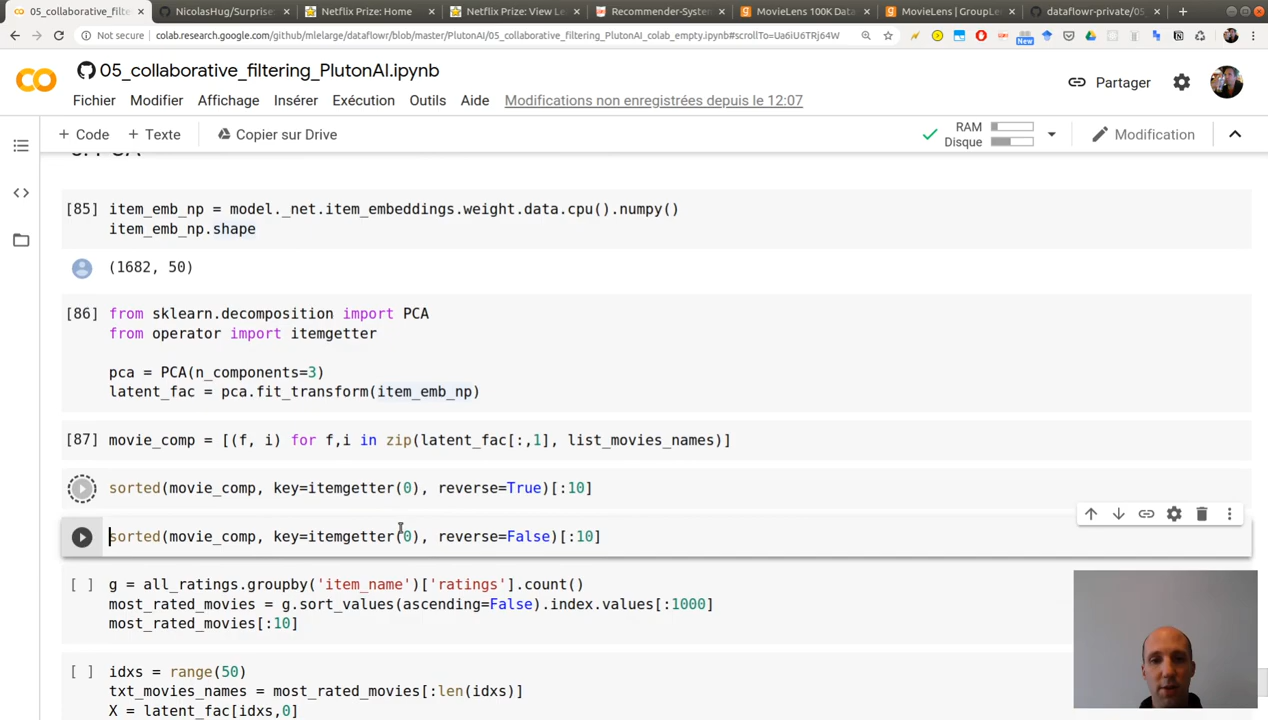 05_collaborative_filtering_
NicolasHug/Surprise:
Netflix Prize: Home
Netflix Prize: View Le
Recommender-System
MovieLens 100K Data
MovieLens | GroupLe
dataflowr-private/05_
Not secure
colab.research.google.com/github/mlelarge/dataflowr/blob/master/PlutonAI/05_collaborative_filtering_PlutonAI_colab_empty.ipynb#scrollTo=Ua6iU6TRj64W
New
05_collaborative_filtering_PlutonAI.ipynb
Partager
Fichier Modifier Affichage Insérer Exécution Outils Aide Modifications non enregistrées depuis le 12:07
+ Code + Texte Copier sur Drive
RAM
Disque
Modification
[85] item_emb_np = model._net.item_embeddings.weight.data.cpu().numpy()
item_emb_np.shape
(1682, 50)
[86] from sklearn.decomposition import PCA
from operator import itemgetter
pca = PCA(n_components=3)
latent_fac = pca.fit_transform(item_emb_np)
[87] movie_comp = [(f, i) for f,i in zip(latent_fac[:,1], list_movies_names)]
sorted(movie_comp, key=itemgetter(0), reverse=True)[:10]
sorted(movie_comp, key=itemgetter(0), reverse=False)[:10]
[ ] g = all_ratings.groupby('item_name')['ratings'].count()
most_rated_movies = g.sort_values(ascending=False).index.values[:1000]
most_rated_movies[:10]
[ ] idxs = range(50)
txt_movies_names = most_rated_movies[:len(idxs)]
X = latent_fac[idxs,0]